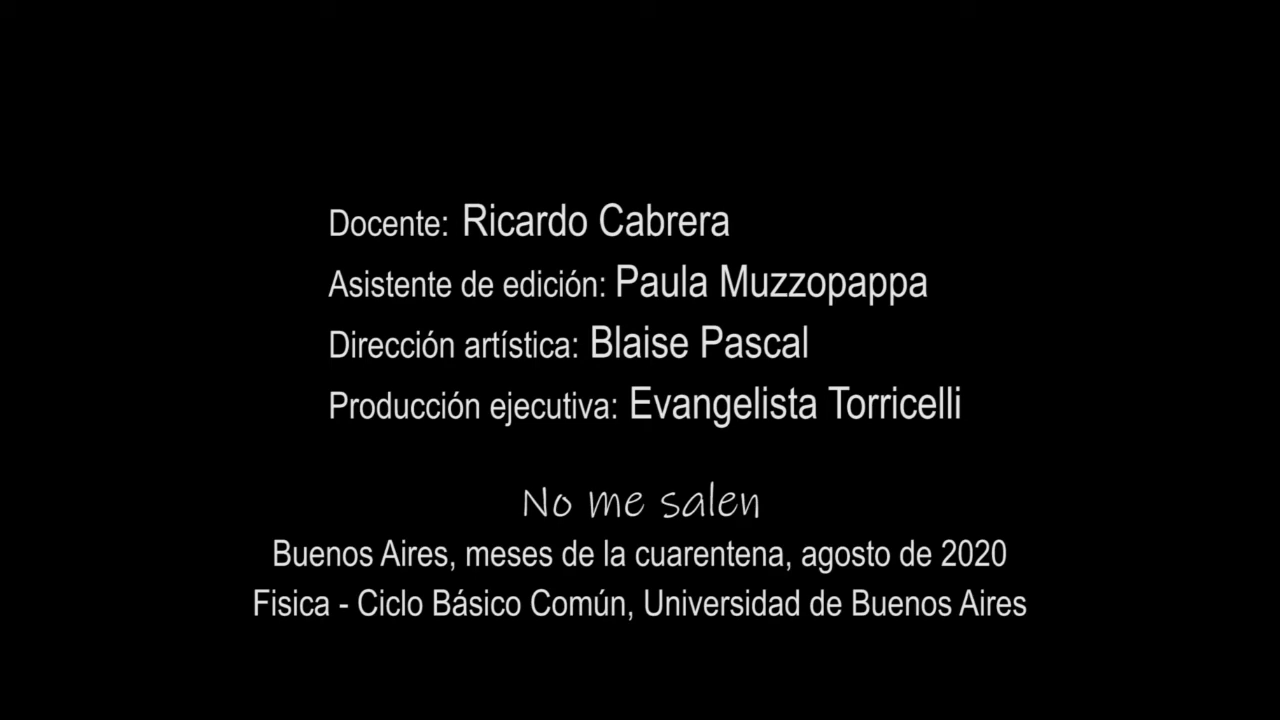 Docente: Ricardo Cabrera
Asistente de edición: Paula Muzzopappa
Dirección artística: Blaise Pascal
Producción ejecutiva: Evangelista Torricelli
No me salen
Buenos Aires, meses de la cuarentena, agosto de 2020
Fisica - Ciclo Básico Común, Universidad de Buenos Aires